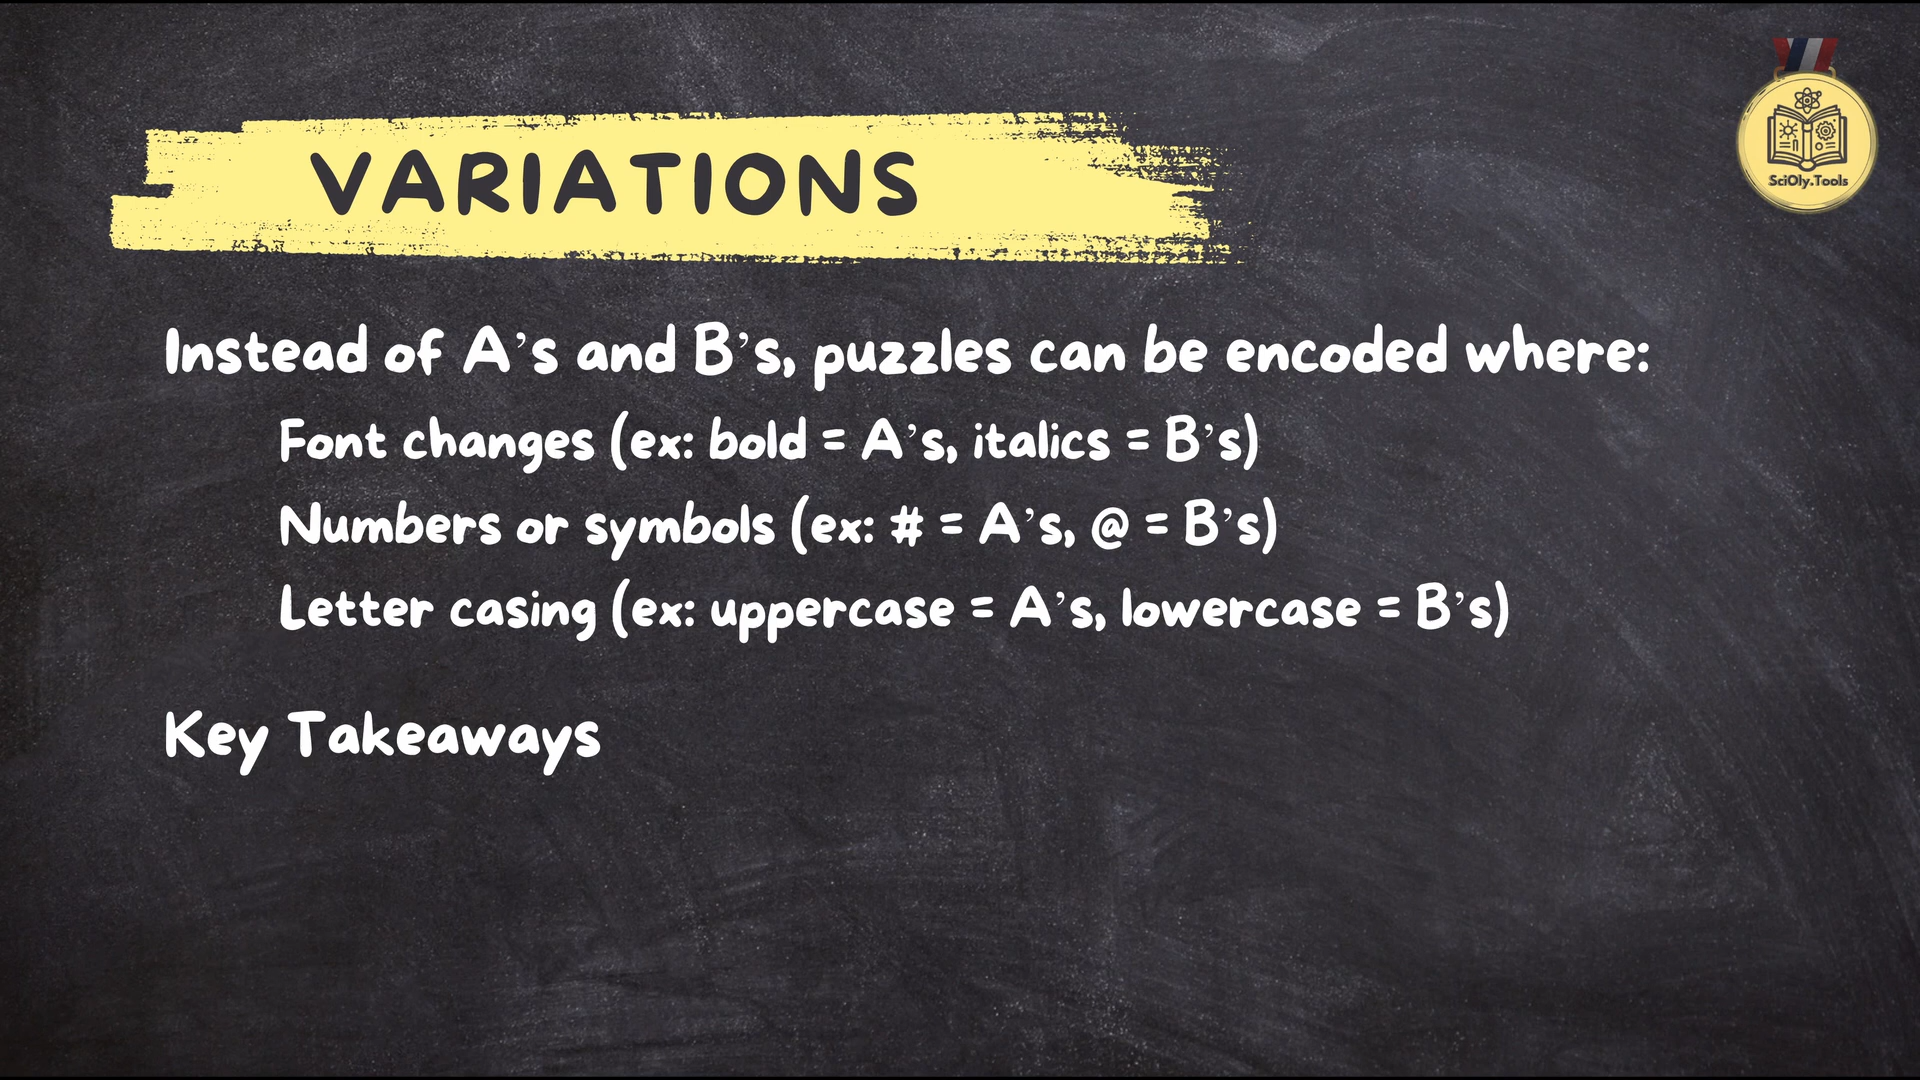 SciOly.Tools
VARIATIONS
Instead of A's and B's, puzzles can be encoded where:
Font changes (ex: bold = A's, italics = B's)
Numbers or symbols (ex: # = A's, @ = B's)
Letter casing (ex: uppercase = A's, lowercase = B's)
Key Takeaways